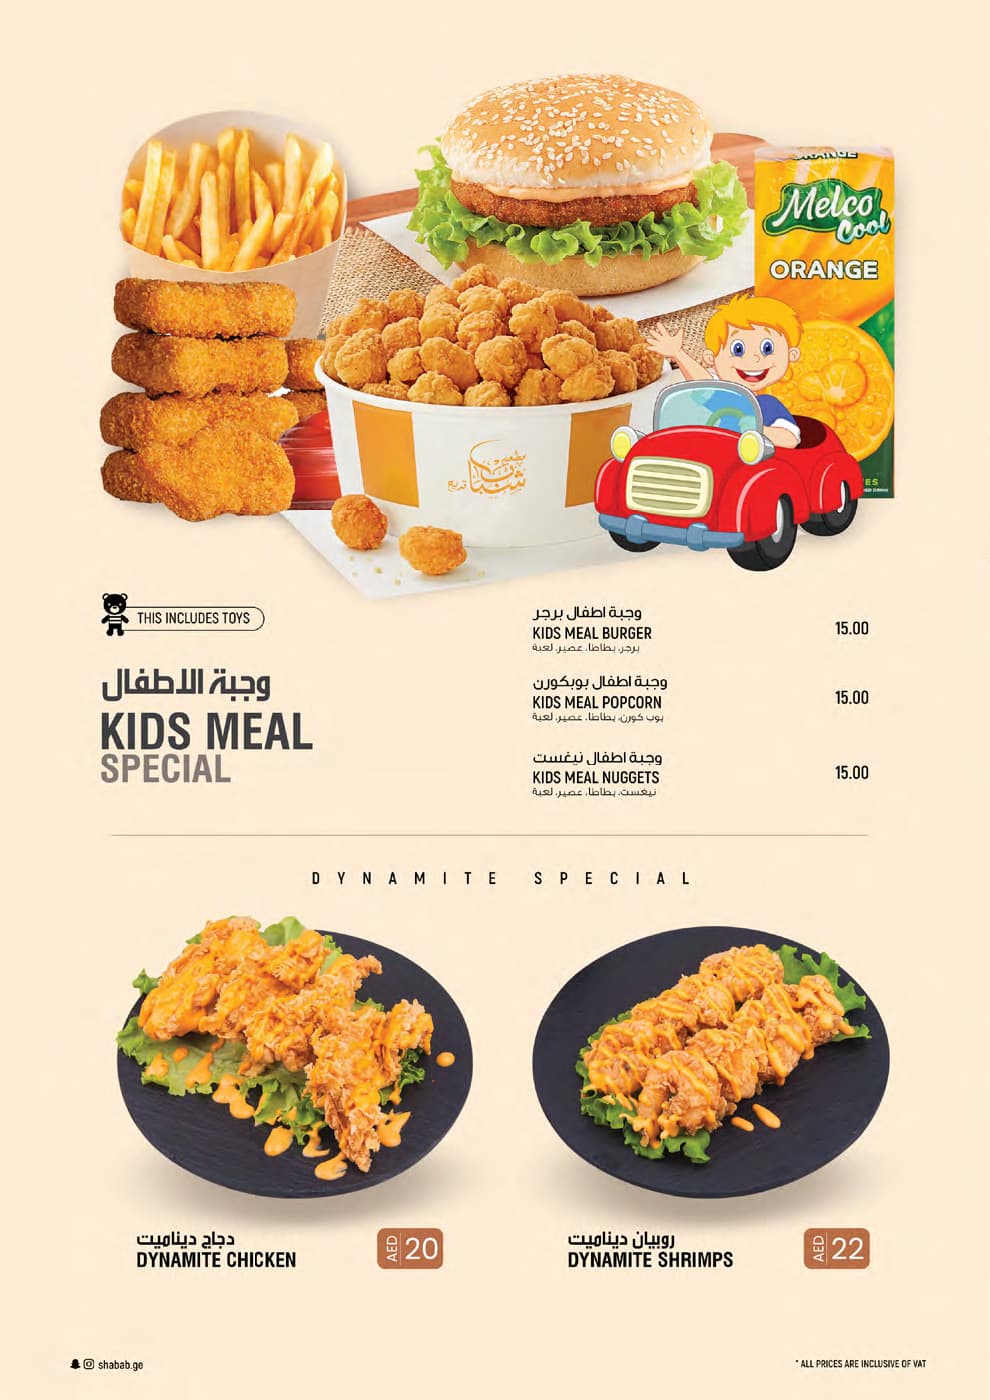 ORANGE
Melco
Cool
ORANGE
مطعم
شباب
قديح
THIS INCLUDES TOYS
وجبة الاطفال
KIDS MEAL
SPECIAL
وجبة اطفال برجر
KIDS MEAL BURGER 15.00
برجر، بطاطا، عصير، لعبة
وجبة اطفال بوبكورن
KIDS MEAL POPCORN 15.00
بوب كورن، بطاطا، عصير، لعبة
وجبة اطفال نيغست
KIDS MEAL NUGGETS 15.00
نيغست، بطاطا، عصير، لعبة
DYNAMITE SPECIAL
دجاج ديناميت
DYNAMITE CHICKEN
AED 20
روبيان ديناميت
DYNAMITE SHRIMPS
AED 22
shabab.ge
* ALL PRICES ARE INCLUSIVE OF VAT